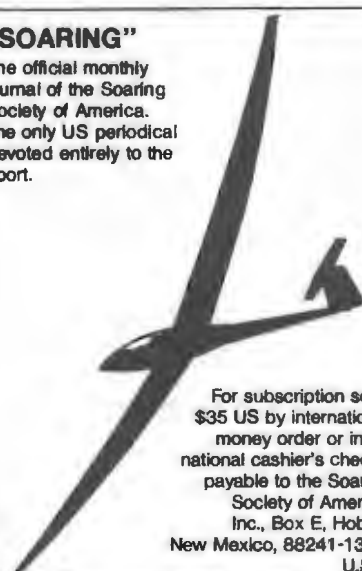 SOARING”
he official monthly
urnal of the Soaring
ociety of America.
he only US periodical
evoted entirely to the
port.
For subscription se
$35 US by internatio
money order or in
national cashier's chec
payable to the Soar
Society of Amer
Inc., Box E, Hob
New Mexico, 88241-13
U.S